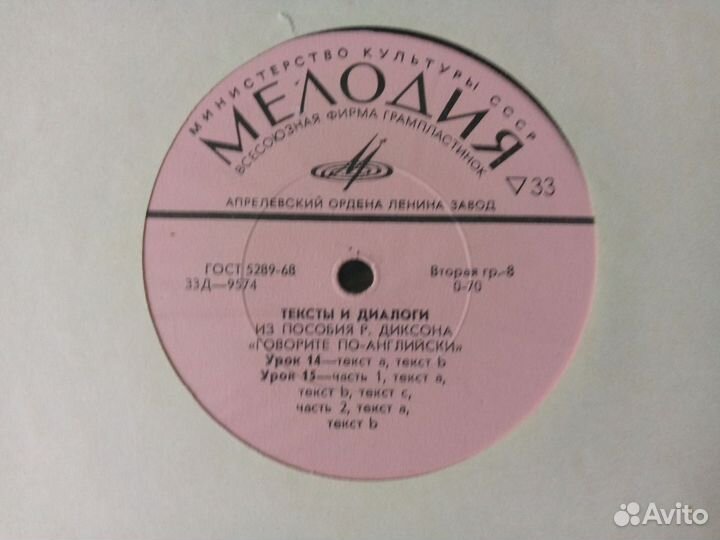 МИНИСТЕРСТВО КУЛЬТУРЫ СССР
МЕЛОДИЯ
ВСЕСОЮЗНАЯ ФИРМА ГРАМПЛАСТИНОК
▽33
АПРЕЛЕВСКИЙ ОРДЕНА ЛЕНИНА ЗАВОД
ГОСТ 5289-68
Вторая гр.-8
33Д—9574
0-70
ТЕКСТЫ И ДИАЛОГИ
ИЗ ПОСОБИЯ Р. ДИКСОНА
«ГОВОРИТЕ ПО-АНГЛИЙСКИ»
Урок 14—текст a, текст b
Урок 15—часть 1, текст a,
текст b, текст c,
часть 2, текст a,
текст b
Avito